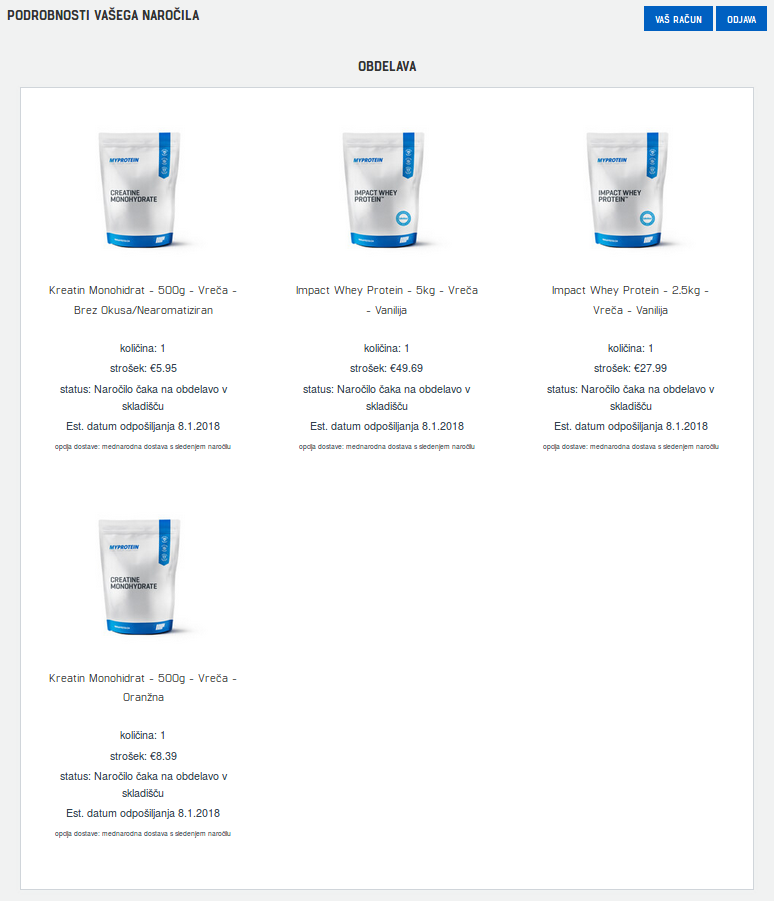 PODROBNOSTI VAŠEGA NAROČILA
VAŠ RAČUN
ODJAVA
OBDELAVA
MYPROTEIN
CREATINE
MONOHYDRATE
MYPROTEIN
IMPACT WHEY
PROTEIN™
MYPROTEIN
IMPACT WHEY
PROTEIN™
Kreatin Monohidrat - 500g - Vreča -
Brez Okusa/Nearomatiziran
količina: 1
strošek: €5.95
status: Naročilo čaka na obdelavo v
skladišču
Est. datum odpošiljanja 8.1.2018
opcija dostave: mednarodna dostava s sledenjem naročilu
Impact Whey Protein - 5kg - Vreča
- Vanilija
količina: 1
strošek: €49.69
status: Naročilo čaka na obdelavo v
skladišču
Est. datum odpošiljanja 8.1.2018
opcija dostave: mednarodna dostava s sledenjem naročilu
Impact Whey Protein - 2.5kg -
Vreča - Vanilija
količina: 1
strošek: €27.99
status: Naročilo čaka na obdelavo v
skladišču
Est. datum odpošiljanja 8.1.2018
opcija dostave: mednarodna dostava s sledenjem naročilu
MYPROTEIN
CREATINE
MONOHYDRATE
Kreatin Monohidrat - 500g - Vreča -
Oranžna
količina: 1
strošek: €8.39
status: Naročilo čaka na obdelavo v
skladišču
Est. datum odpošiljanja 8.1.2018
opcija dostave: mednarodna dostava s sledenjem naročilu